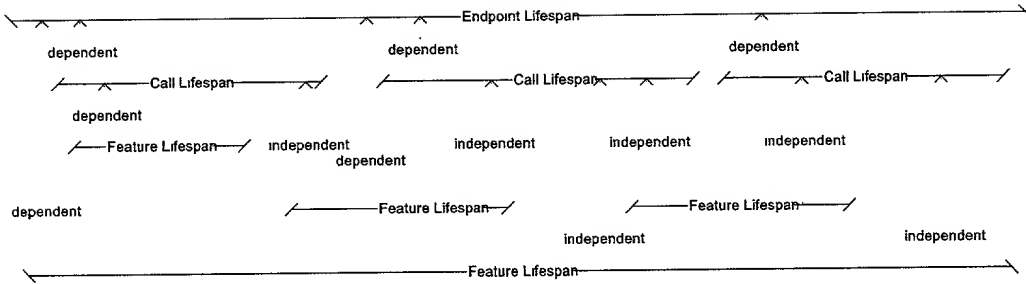 Endpoint Lifespan
dependent dependent dependent
Call Lifespan Call Lifespan Call Lifespan
dependent
Feature Lifespan independent independent independent independent
dependent
dependent Feature Lifespan Feature Lifespan
independent independent
Feature Lifespan